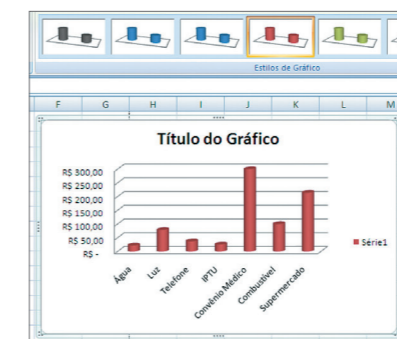 Estilos de Gráfico
F G H I J K L M
Título do Gráfico
R$ 300,00
R$ 250,00
R$ 200,00
R$ 150,00
R$ 100,00
R$ 50,00
R$ -
Água
Luz
Telefone
IPTU
Convênio Médico
Combustível
Supermercado
Série1